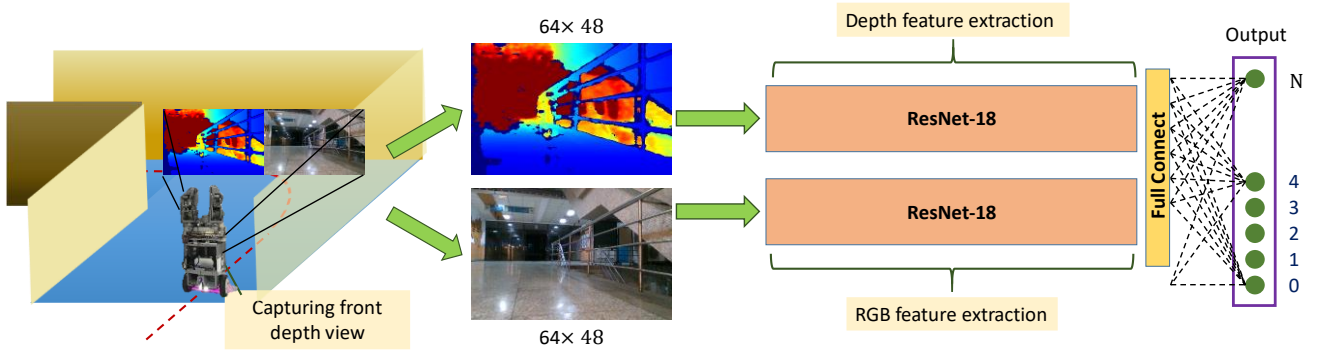 64× 48
Depth feature extraction
Output
ResNet-18
ResNet-18
Full Connect
N
4
3
2
1
0
Capturing front
depth view
64× 48
RGB feature extraction